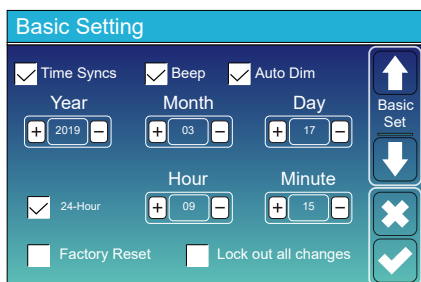 Basic Setting
Time Syncs Beep Auto Dim
Year Month Day
Basic
Set
+ 2019 − + 03 − + 17 −
Hour Minute
24-Hour + 09 − + 15 −
Factory Reset Lock out all changes